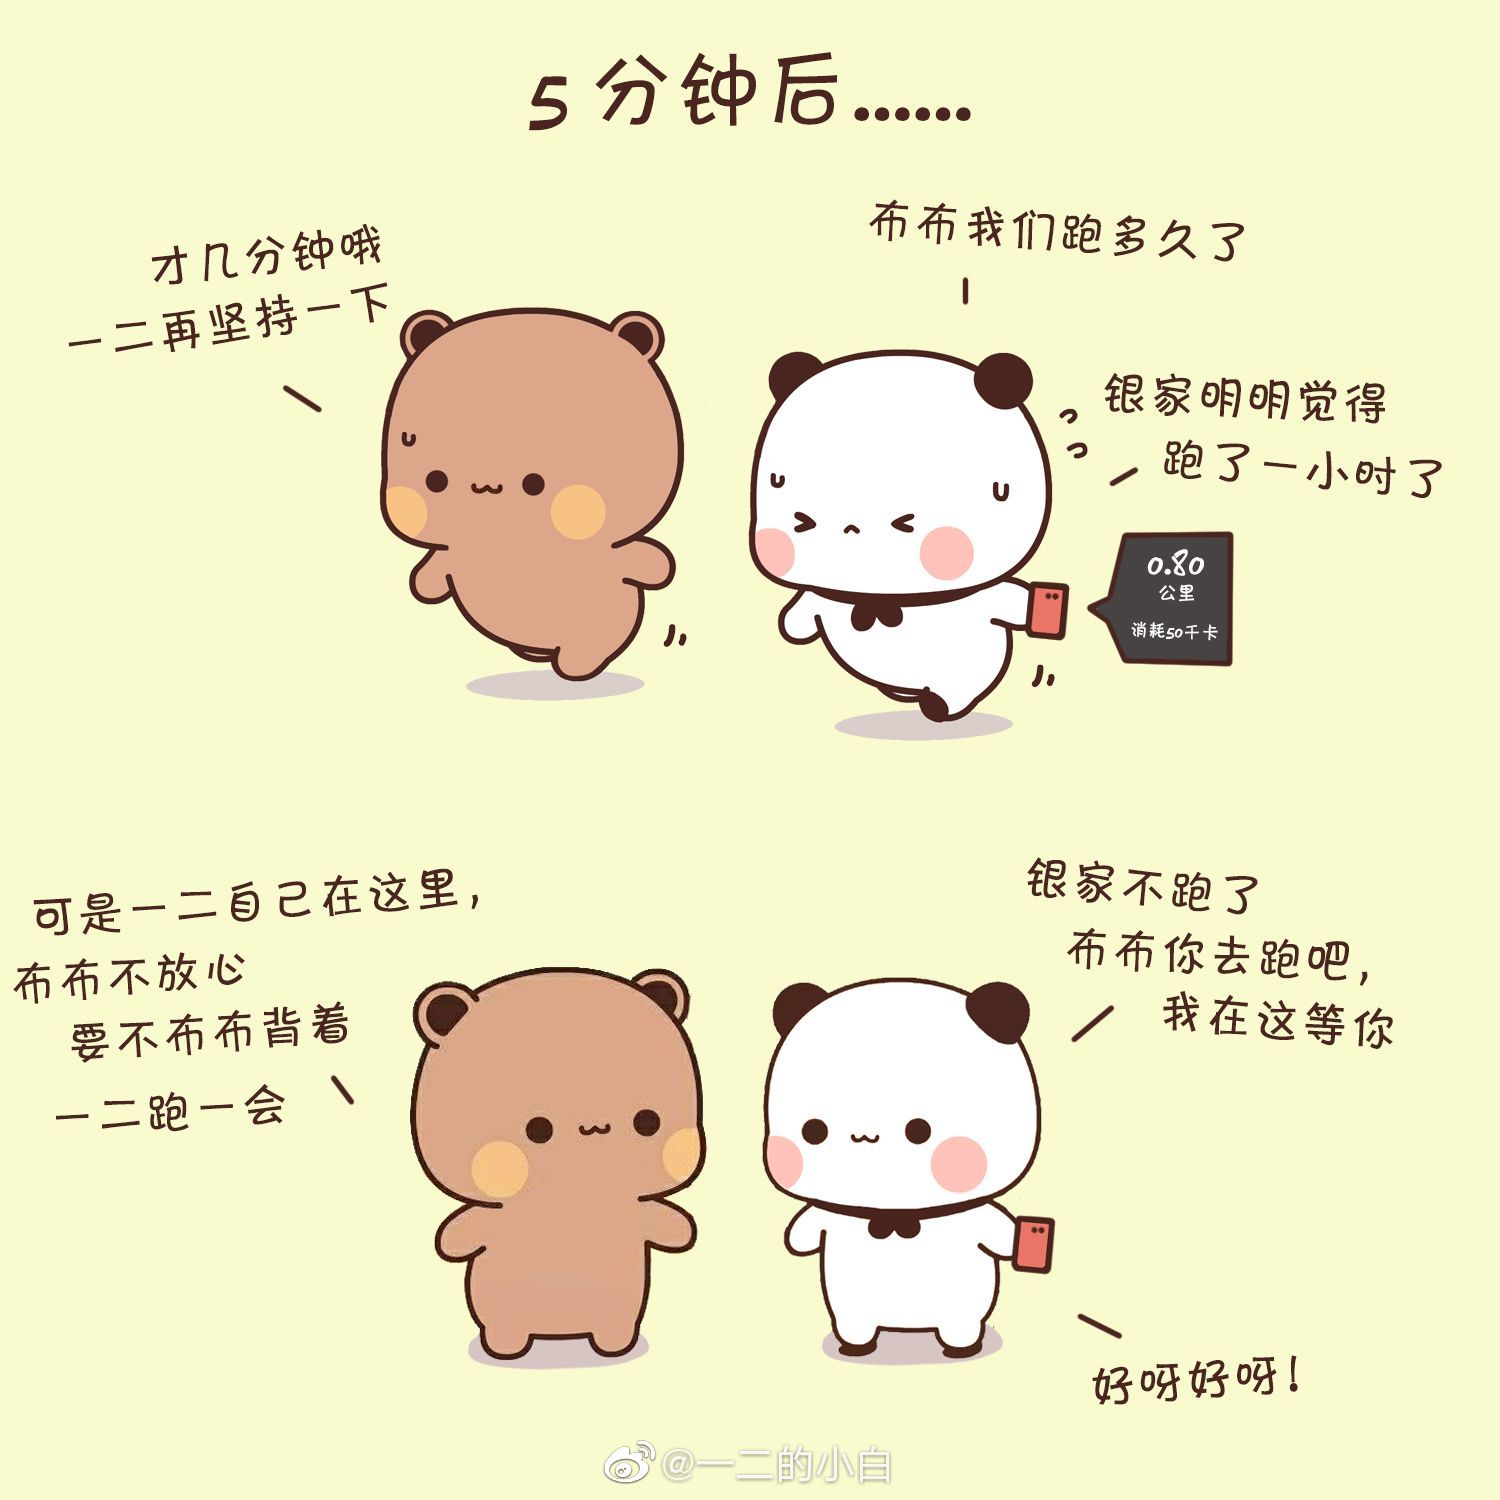 5分钟后......
布布我们跑多久了
才几分钟哦
一二再坚持一下
银家明明觉得
跑了一小时了
0.80
公里
消耗50千卡
银家不跑了
布布你去跑吧,
我在这等你
可是一二自己在这里,
布布不放心
要不布布背着
一二跑一会
好呀好呀!
@一二的小白